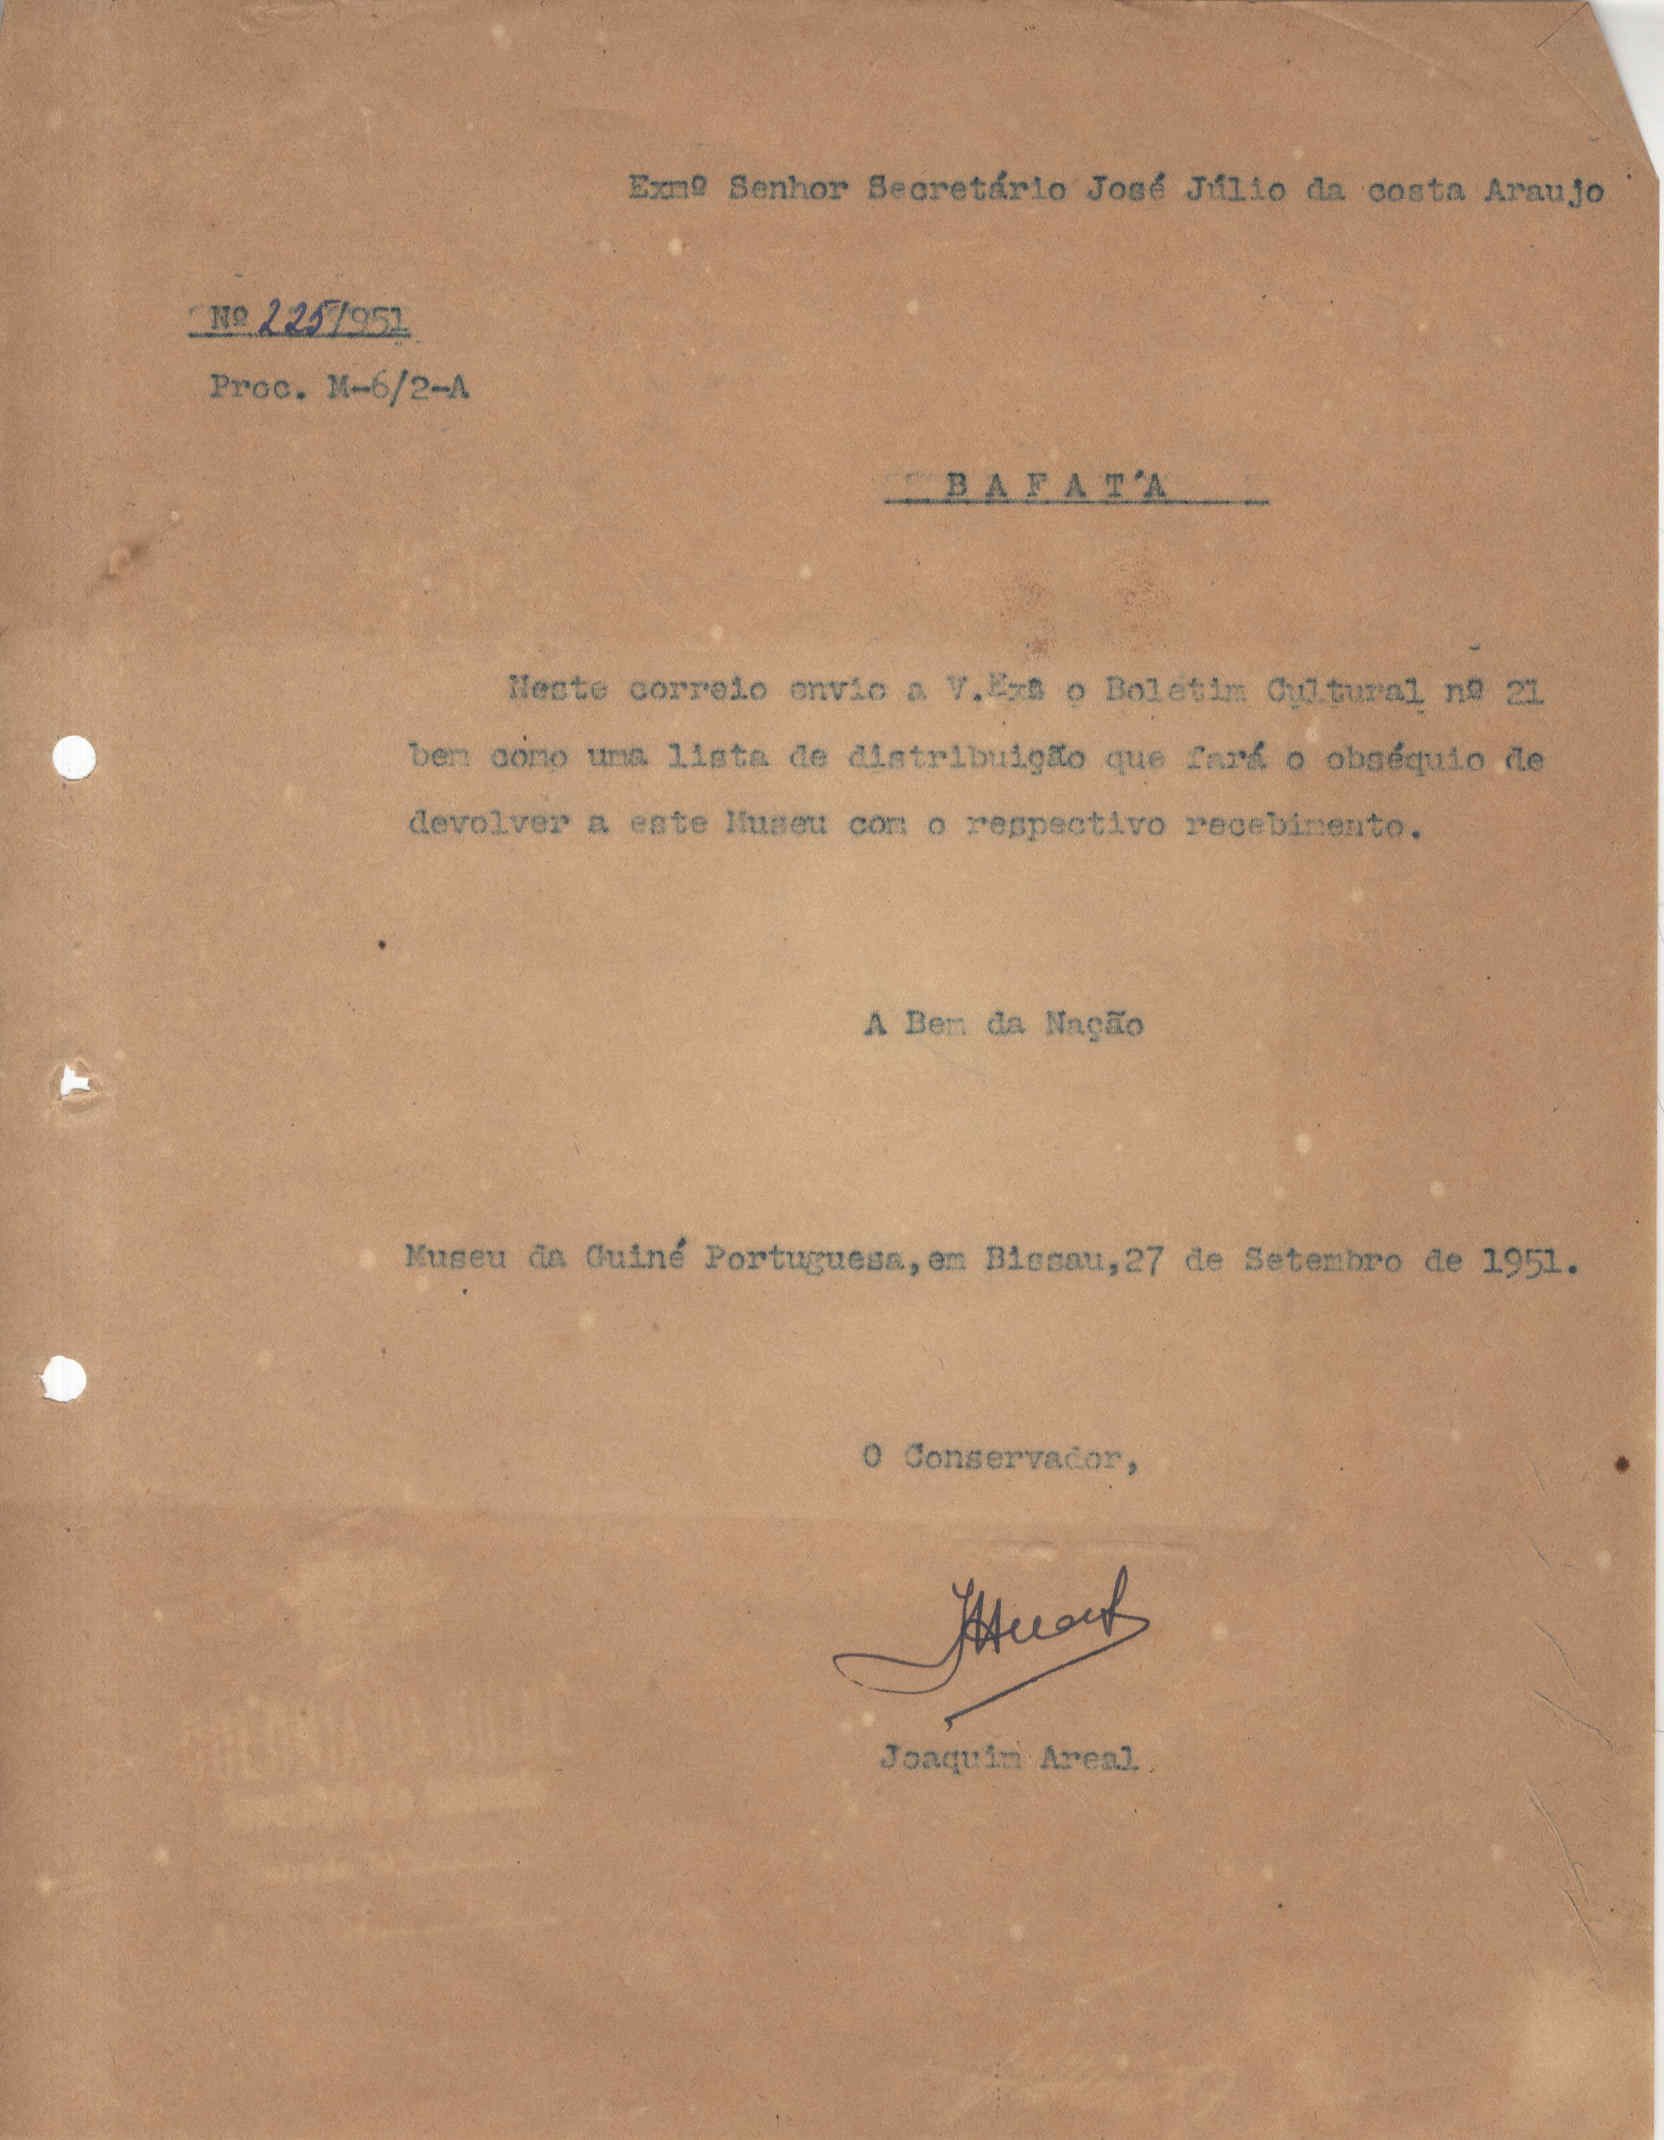 Exmº Senhor Secretário José Júlio da costa Araujo
Nº 225/951
Proc. M-6/2-A
B A F A T´A
Neste correio envio a V.Exª o Boletim Cultural nº 21
bem como uma lista de distribuição que fará o obséquio de
devolver a este Museu com o respectivo recebimento.
A Bem da Nação
Museu da Guiné Portuguesa,em Bissau,27 de Setembro de 1951.
O Conservador,
Joaquim Areal